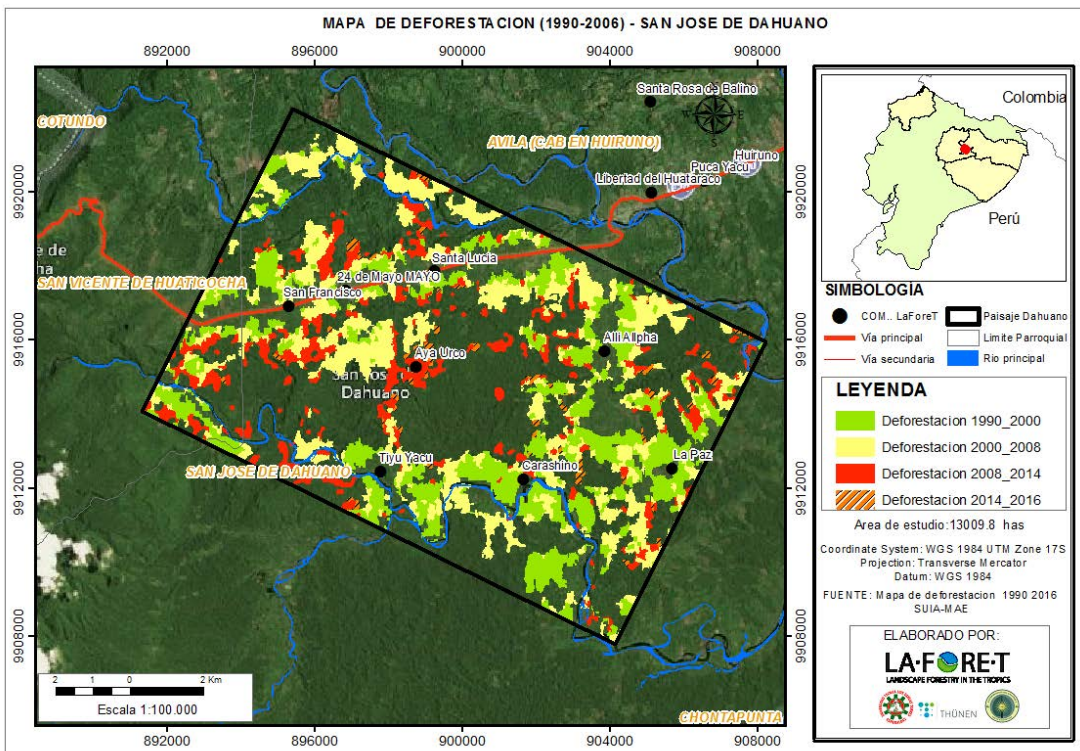 MAPA DE DEFORESTACION (1990-2006) - SAN JOSE DE DAHUANO
892000 896000 900000 904000 908000
Santa Rosa de Balino
COTUNDO
AVILA (CAB EN HUIRUNO)
Huiruno
Puca Yacu
Libertad del Huataraco
9920000 9920000
Santa Lucia
24 de Mayo MAYO
SAN VICENTE DE HUATICOCHA
San Francisco
9916000 9916000
Alli Allpha
Aya Urco
San Jos
Dahuano
SAN JOSE DE DAHUANO
Tiyu Yacu
Carashino
La Paz
9912000 9912000
9908000 9908000
2 1 0 2 Km
Escala 1:100.000
CHONTAPUNTA
892000 896000 900000 904000 908000
Colombia
Perú
SIMBOLOGIA
COM.. LaForeT Paisaje Dahuano
Vía principal Limite Parroquial
Vía secundaria Rio principal
LEYENDA
Deforestacion 1990_2000
Deforestacion 2000_2008
Deforestacion 2008_2014
Deforestacion 2014_2016
Area de estudio:13009.8 has
Coordinate System: WGS 1984 UTM Zone 17S
Projection: Transverse Mercator
Datum: WGS 1984
FUENTE: Mapa de deforestacion 1990 2016
SUIA-MAE
ELABORADO POR:
LA·FORE·T
LANDSCAPE FORESTRY IN THE TROPICS
THÜNEN